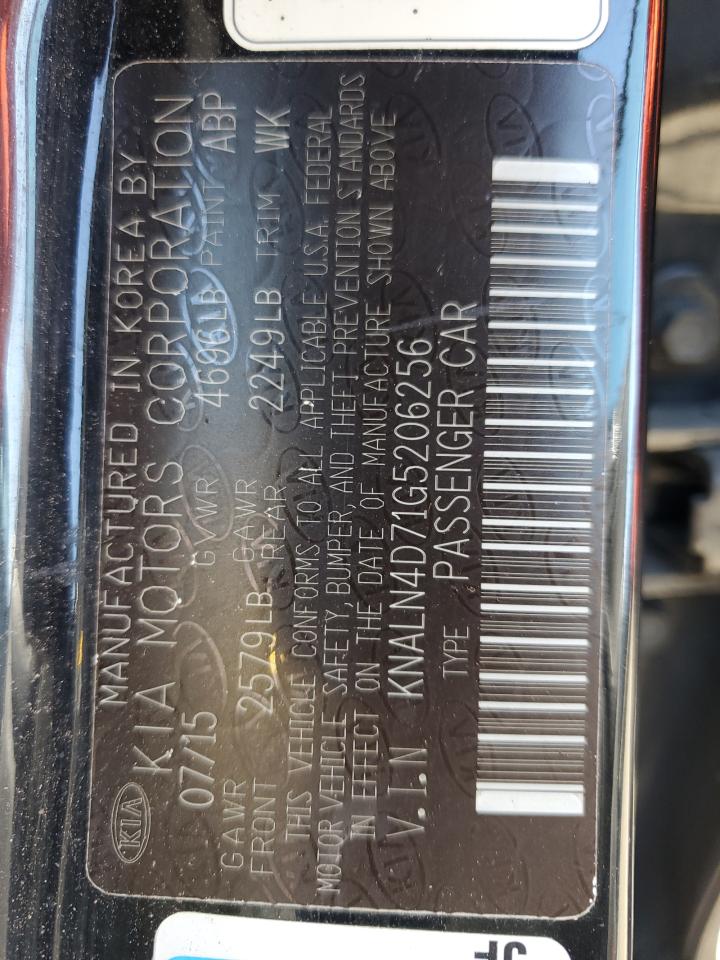 KIA
MANUFACTURED IN KOREA BY
KIA MOTORS CORPORATION
07/15 GVWR 4696LB PAINT ABP
GAWR FRONT 2579LB GAWR REAR 2249LB TRIM WK
THIS VEHICLE CONFORMS TO ALL APPLICABLE U.S.A. FEDERAL
MOTOR VEHICLE SAFETY, BUMPER, AND THEFT PREVENTION STANDARDS
IN EFFECT ON THE DATE OF MANUFACTURE SHOWN ABOVE
V.I.N KNALN4D71G5206256
TYPE PASSENGER CAR